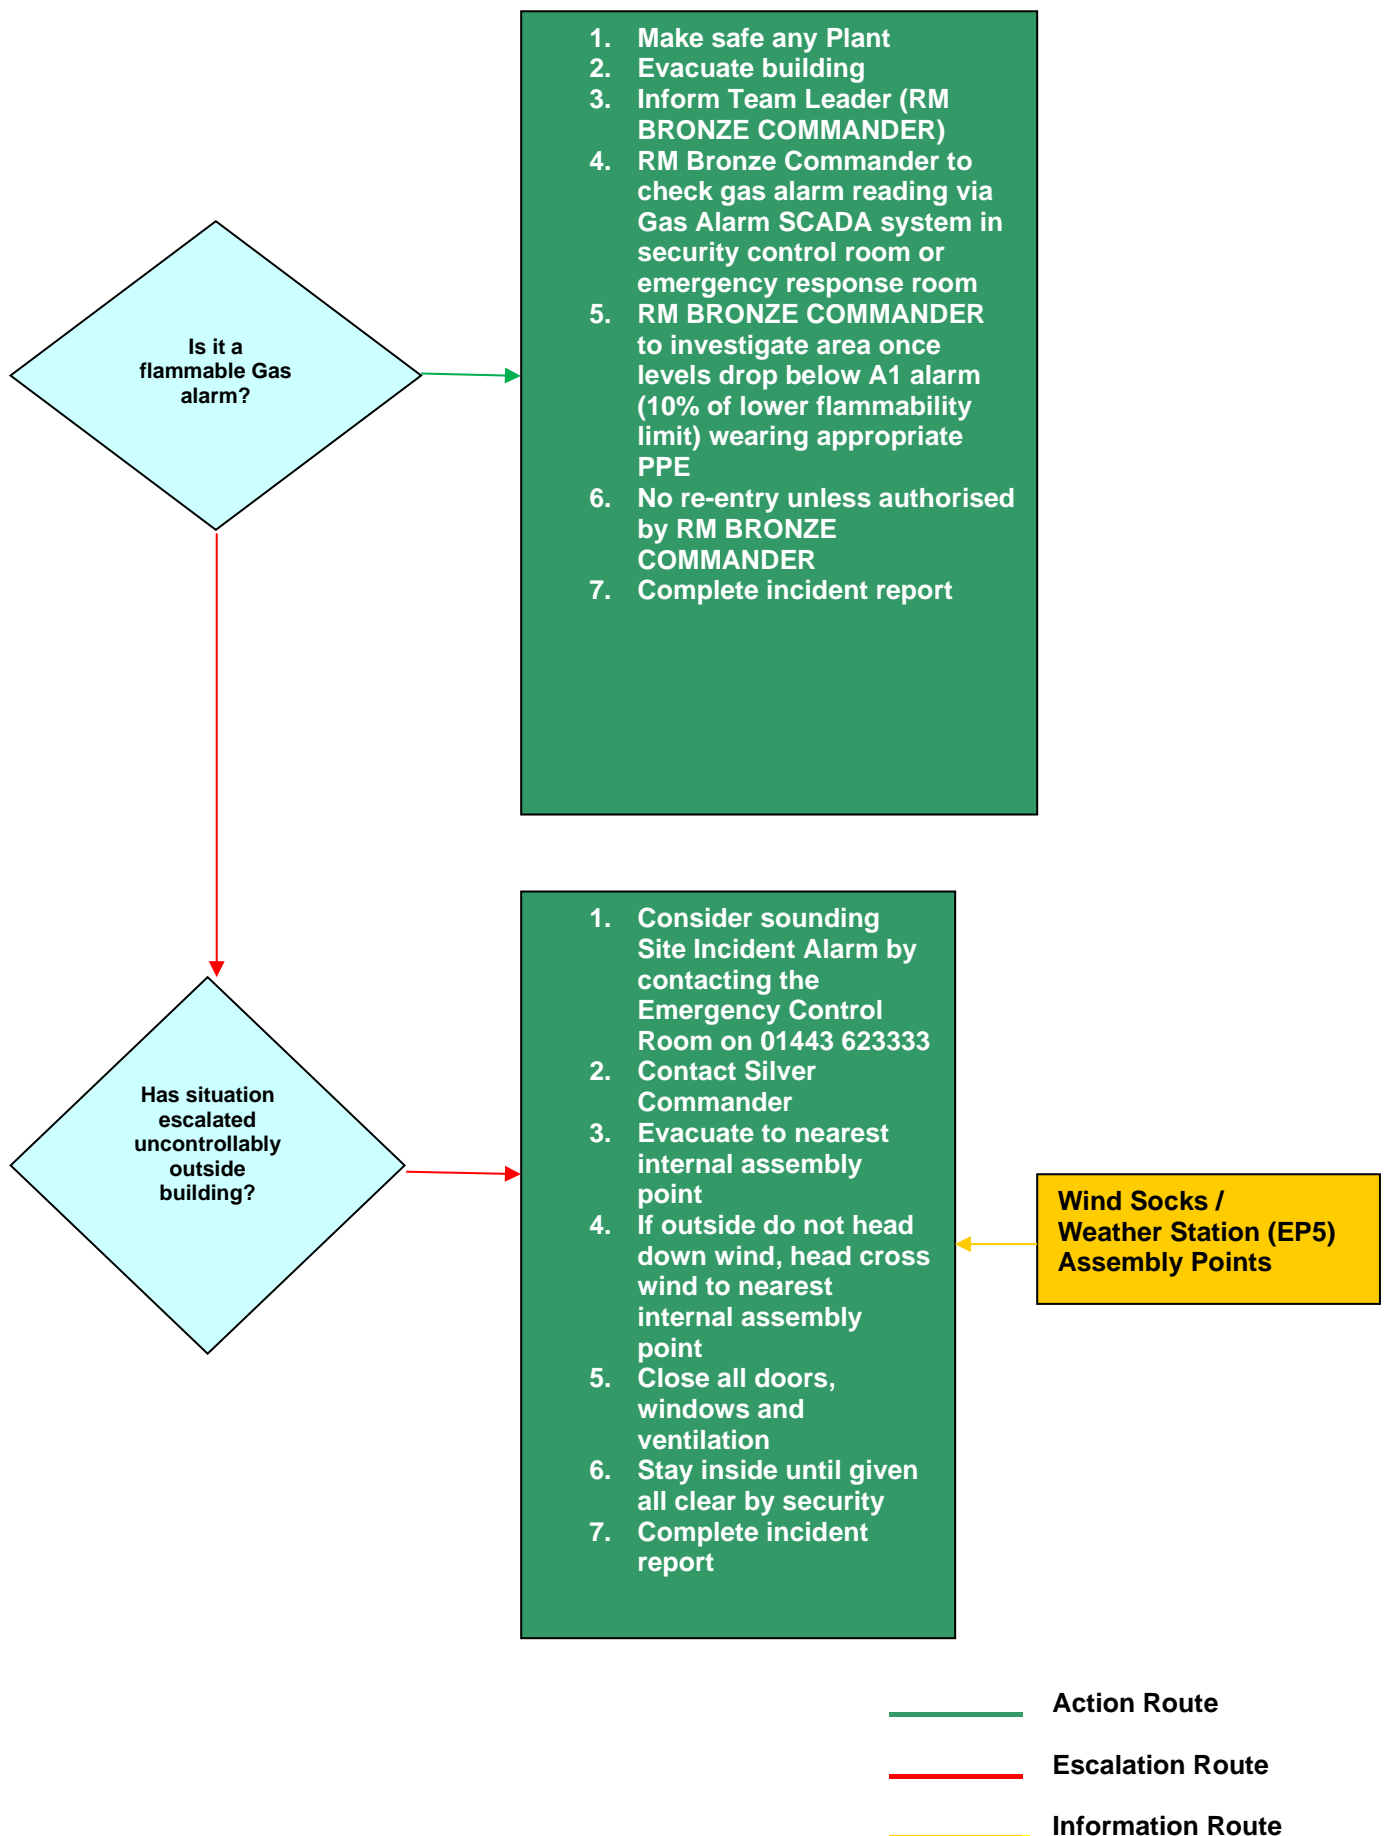 1. Make safe any Plant
2. Evacuate building
3. Inform Team Leader (RM
BRONZE COMMANDER)
4. RM Bronze Commander to
check gas alarm reading via
Gas Alarm SCADA system in
security control room or
emergency response room
5. RM BRONZE COMMANDER
to investigate area once
levels drop below A1 alarm
(10% of lower flammability
limit) wearing appropriate
PPE
6. No re-entry unless authorised
by RM BRONZE
COMMANDER
7. Complete incident report
Is it a
flammable Gas
alarm?
1. Consider sounding
Site Incident Alarm by
contacting the
Emergency Control
Room on 01443 623333
2. Contact Silver
Commander
3. Evacuate to nearest
internal assembly
point
4. If outside do not head
down wind, head cross
wind to nearest
internal assembly
point
5. Close all doors,
windows and
ventilation
6. Stay inside until given
all clear by security
7. Complete incident
report
Has situation
escalated
uncontrollably
outside
building?
Wind Socks /
Weather Station (EP5)
Assembly Points
Action Route
Escalation Route
Information Route